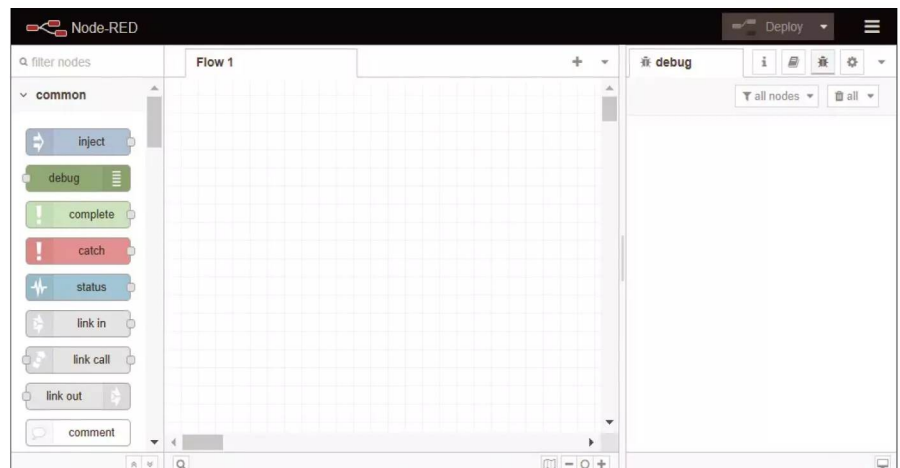 Node-RED
Deploy
filter nodes
Flow 1
debug
i
all nodes
all
common
inject
debug
complete
catch
status
link in
link call
link out
comment